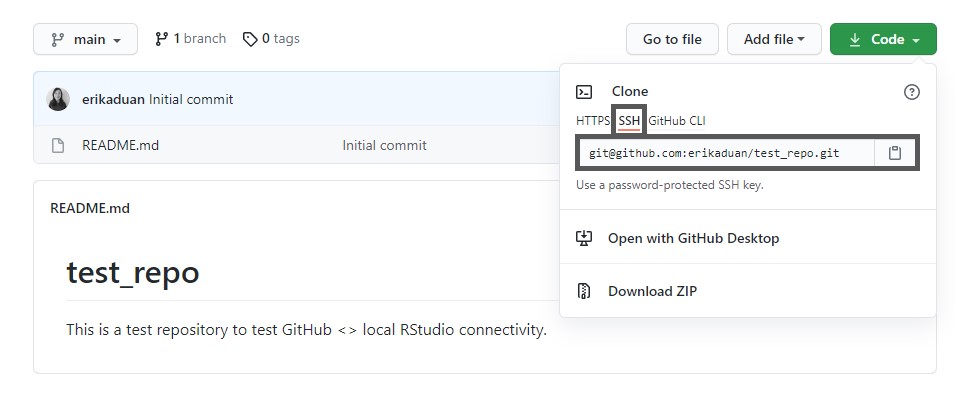 main 1 branch 0 tags Go to file Add file Code
erikaduan Initial commit
README.md Initial commit
Clone
HTTPS SSH GitHub CLI
git@github.com:erikaduan/test_repo.git
Use a password-protected SSH key.
Open with GitHub Desktop
Download ZIP
README.md
test_repo
This is a test repository to test GitHub <> local RStudio connectivity.